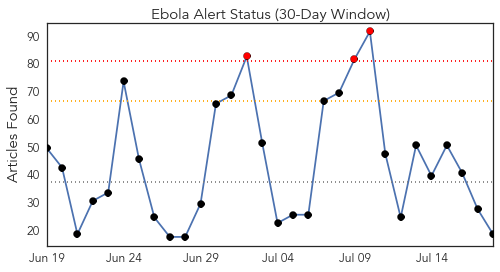 Ebola Alert Status (30-Day Window)
Articles Found
90
80
70
60
50
40
30
20
Jun 19 Jun 24 Jun 29 Jul 04 Jul 09 Jul 14